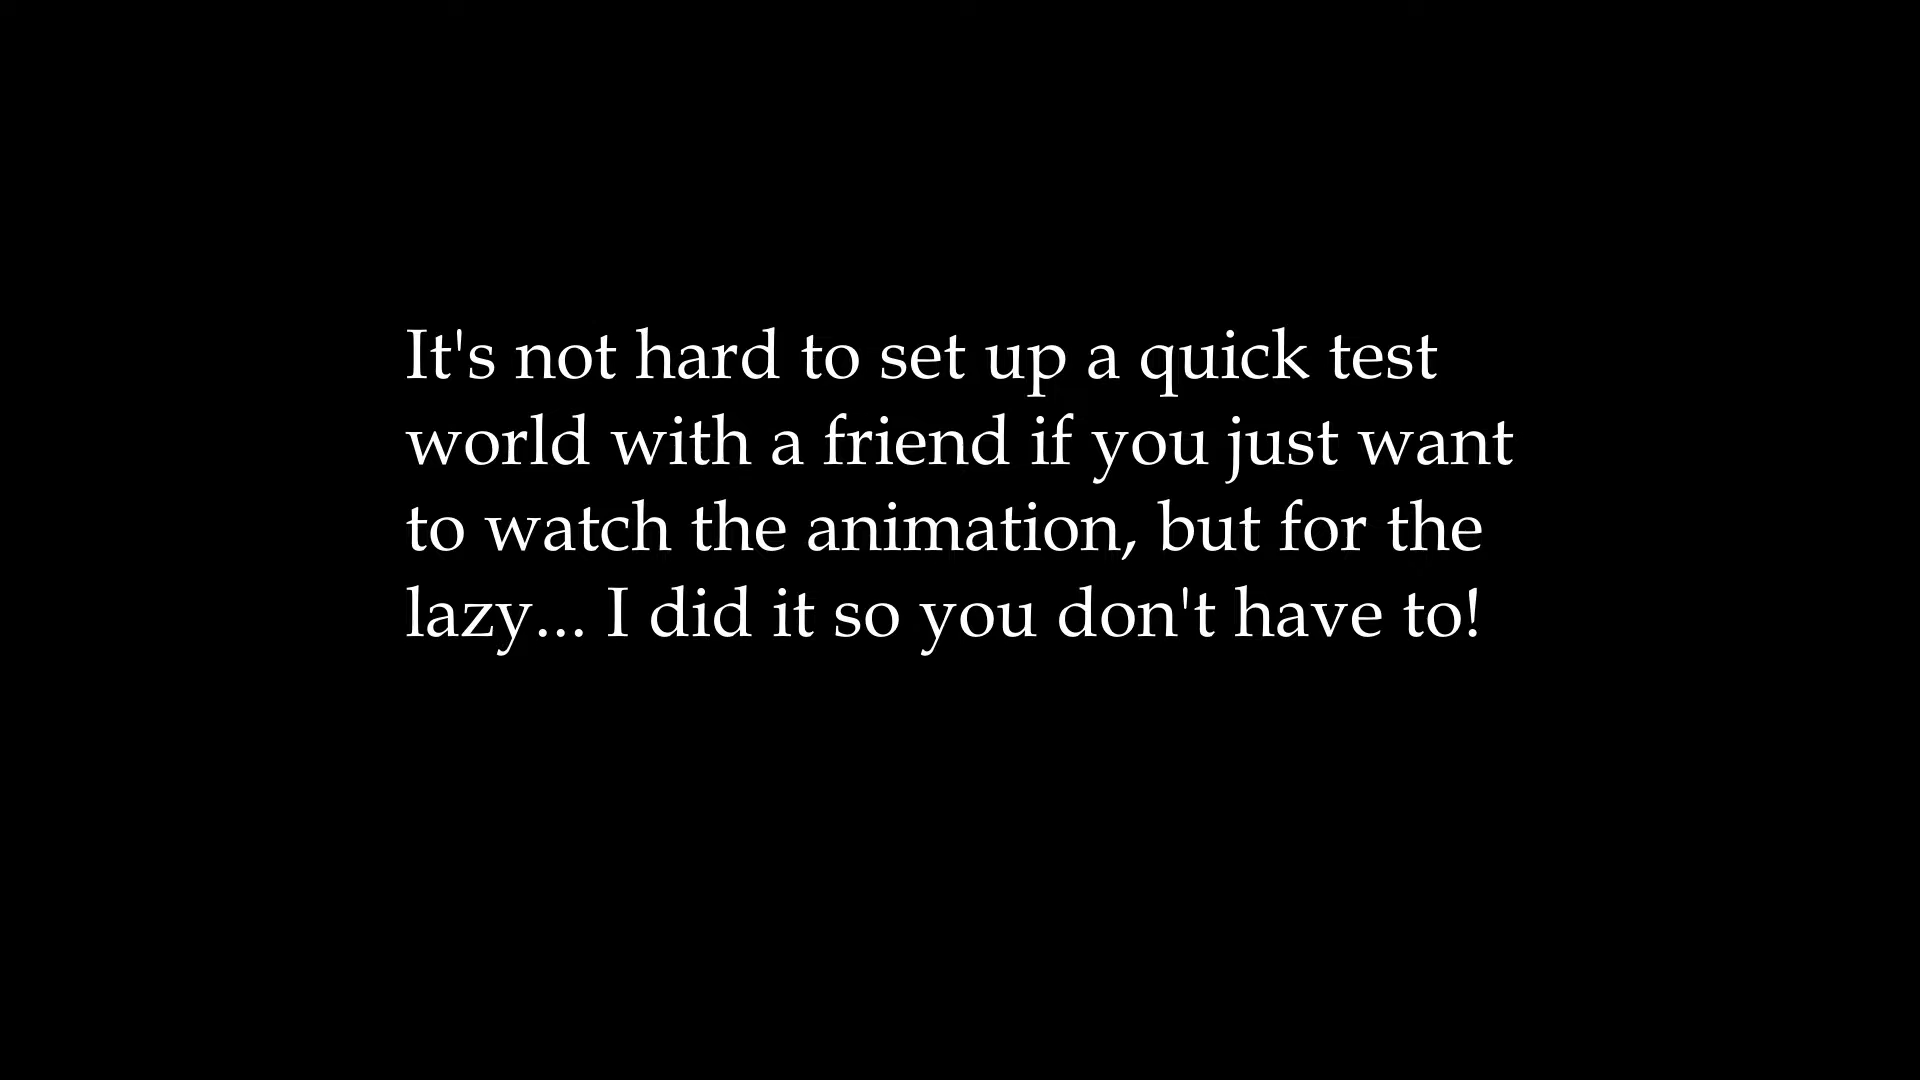 It's not hard to set up a quick test
world with a friend if you just want
to watch the animation, but for the
lazy... I did it so you don't have to!